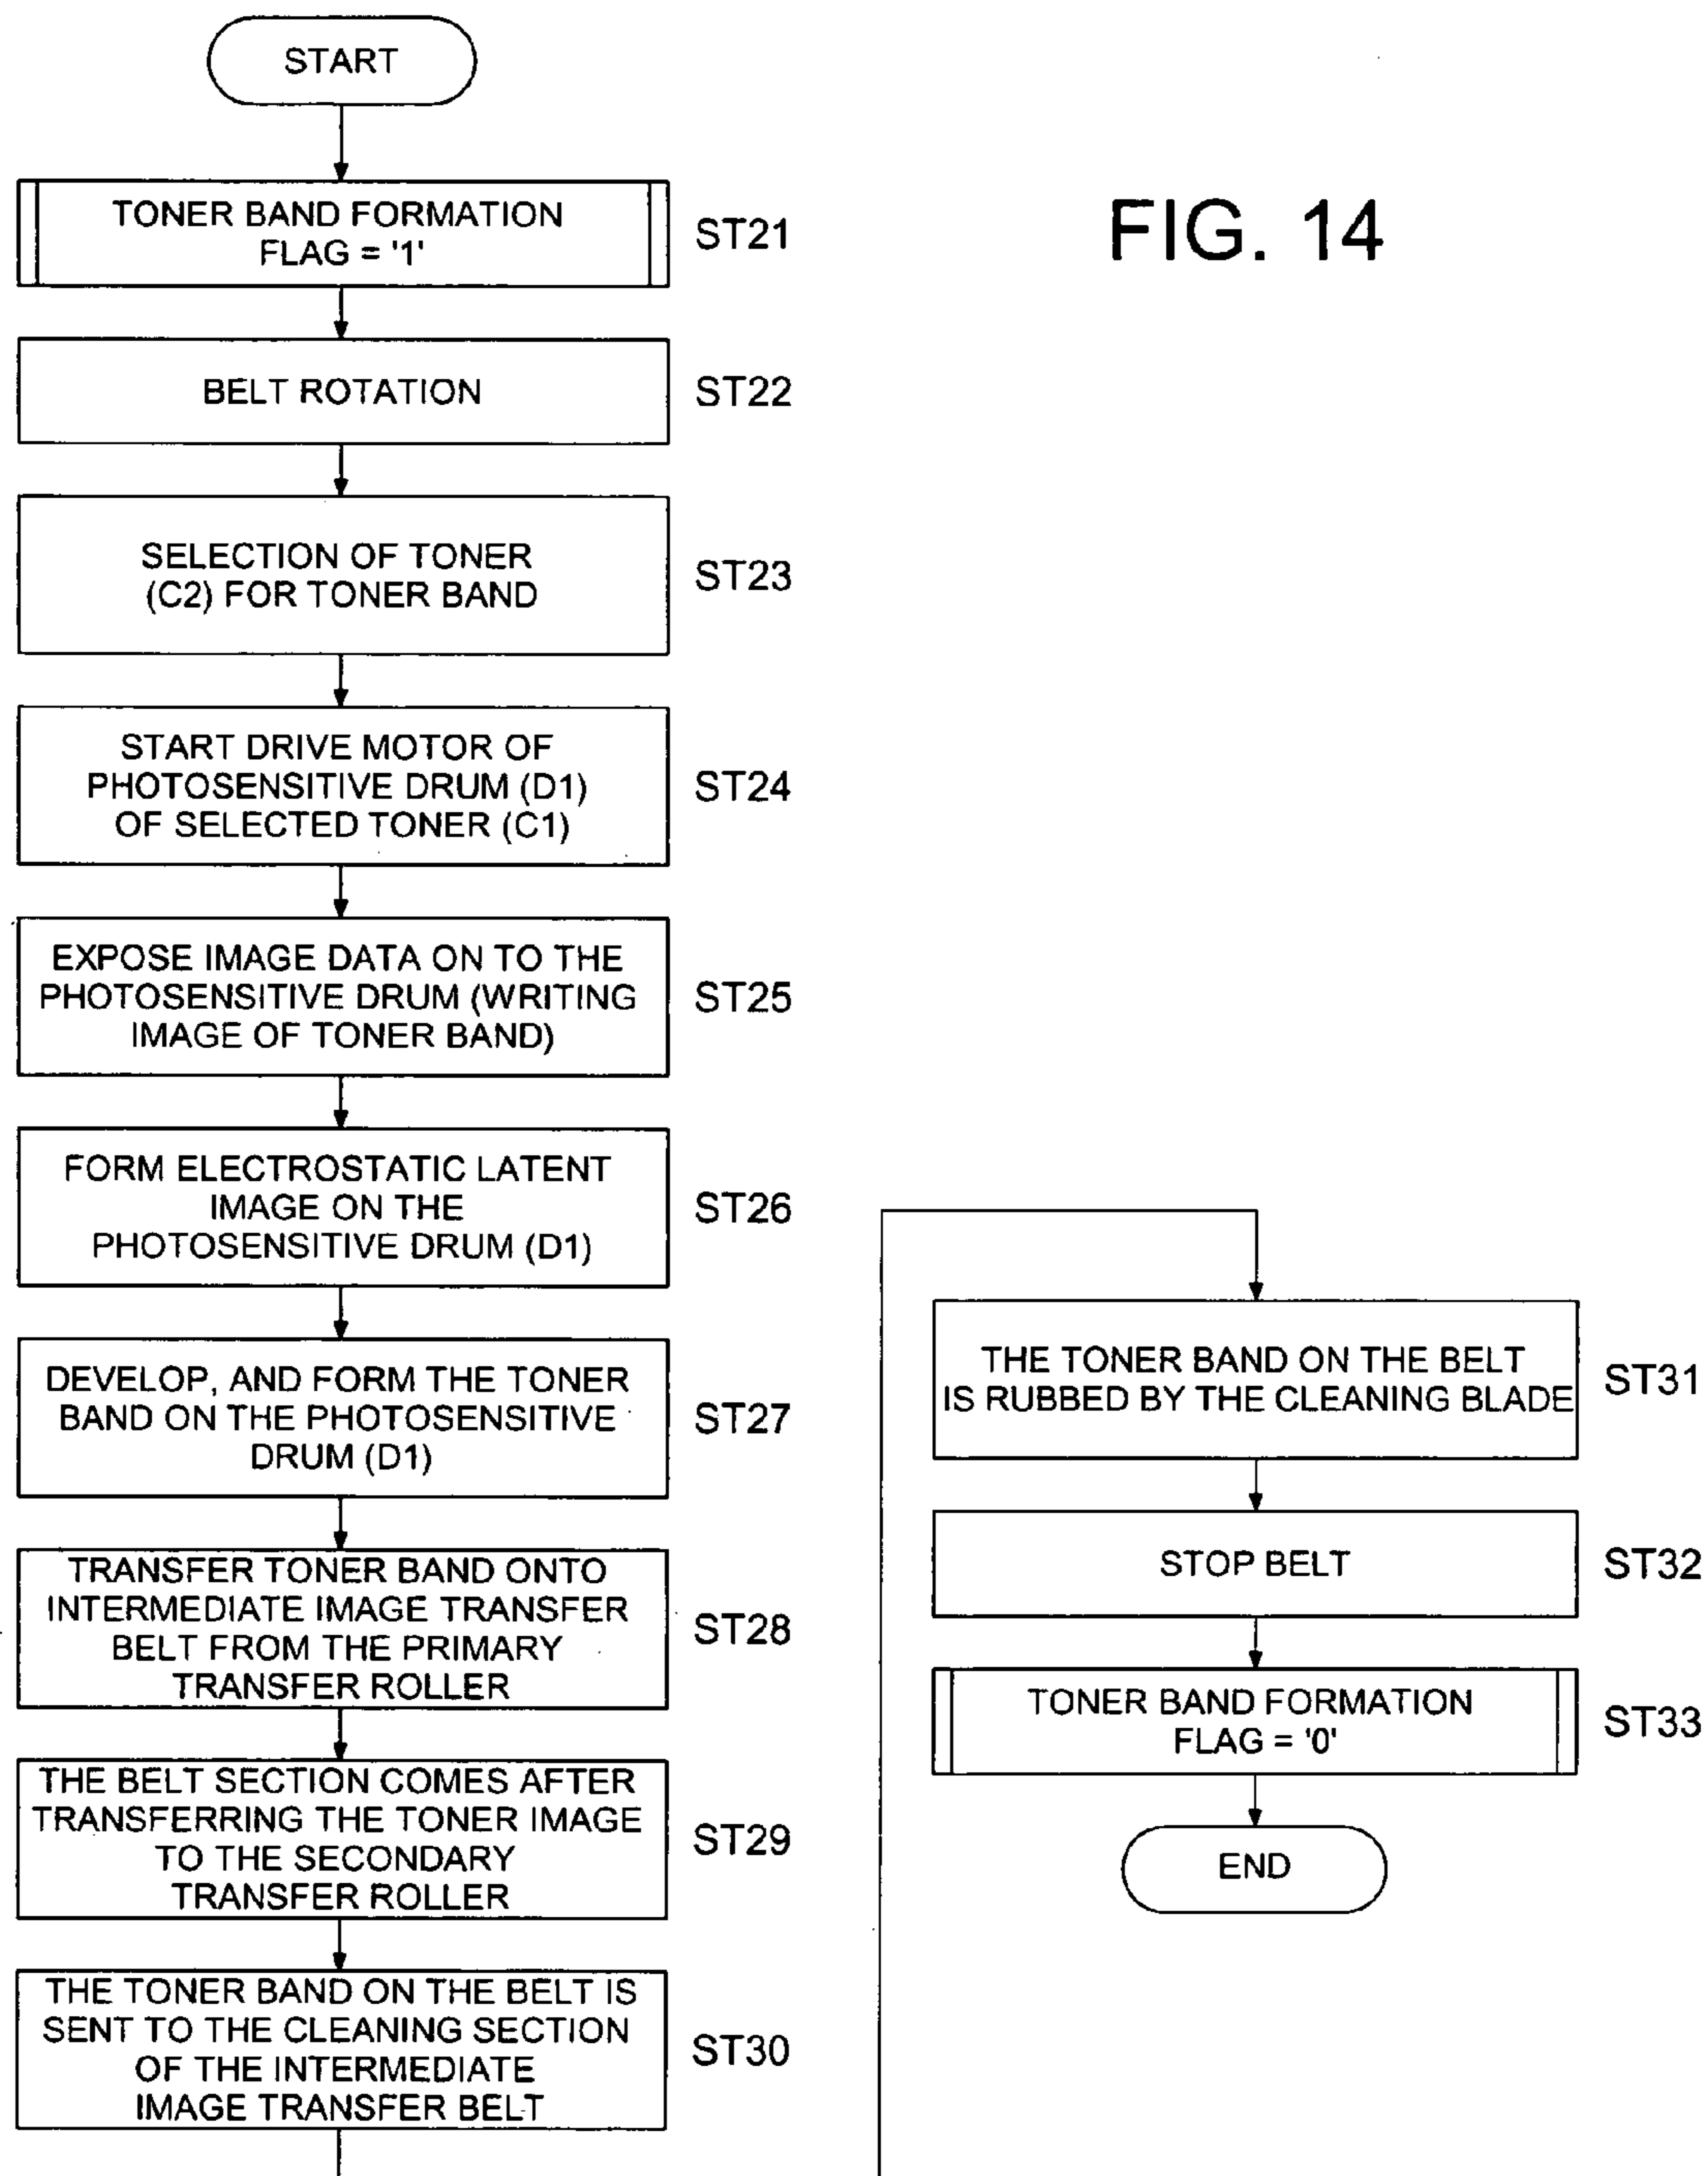 START
TONER BAND FORMATION
FLAG = '1'
ST21
BELT ROTATION
ST22
SELECTION OF TONER
(C2) FOR TONER BAND
ST23
START DRIVE MOTOR OF
PHOTOSENSITIVE DRUM (D1)
OF SELECTED TONER (C1)
ST24
EXPOSE IMAGE DATA ON TO THE
PHOTOSENSITIVE DRUM (WRITING
IMAGE OF TONER BAND)
ST25
FORM ELECTROSTATIC LATENT
IMAGE ON THE
PHOTOSENSITIVE DRUM (D1)
ST26
DEVELOP, AND FORM THE TONER
BAND ON THE PHOTOSENSITIVE
DRUM (D1)
ST27
TRANSFER TONER BAND ONTO
INTERMEDIATE IMAGE TRANSFER
BELT FROM THE PRIMARY
TRANSFER ROLLER
ST28
THE BELT SECTION COMES AFTER
TRANSFERRING THE TONER IMAGE
TO THE SECONDARY
TRANSFER ROLLER
ST29
THE TONER BAND ON THE BELT IS
SENT TO THE CLEANING SECTION
OF THE INTERMEDIATE
IMAGE TRANSFER BELT
ST30
FIG. 14
THE TONER BAND ON THE BELT
IS RUBBED BY THE CLEANING BLADE
ST31
STOP BELT
ST32
TONER BAND FORMATION
FLAG = '0'
ST33
END